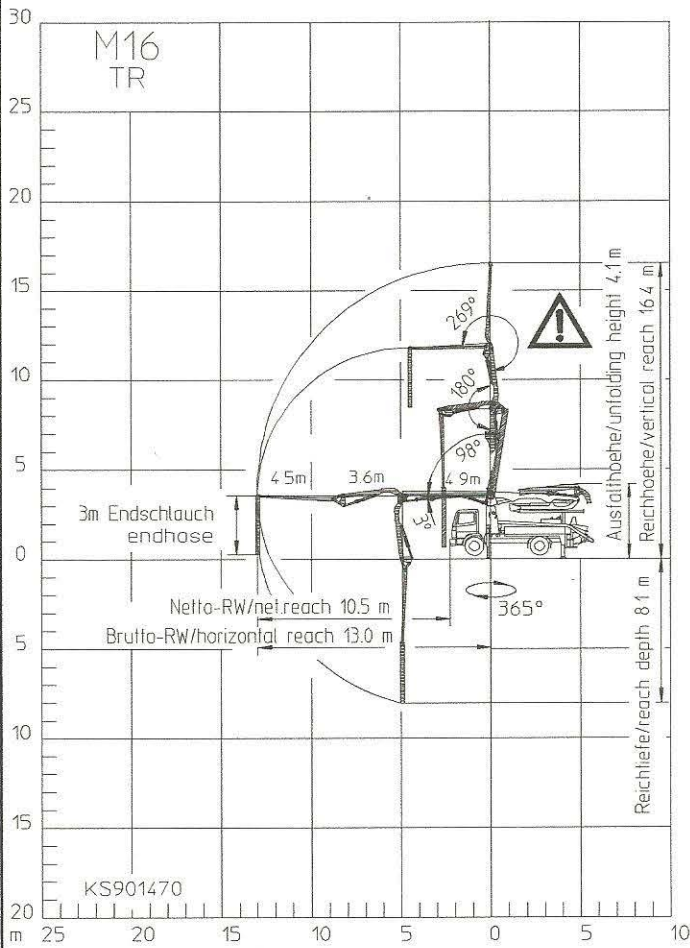 30
M16
TR
25
20
15
10
5
0
5
10
15
20
m 25 20 15 10 5 0 5 10
269°
180°
98°
3°
4.5m 3.6m 4.9m
3m Endschlauch
endhose
Netto-RW/net.reach 10.5 m
Brutto-RW/horizontal reach 13.0 m
365°
Ausfalthoehe/unfolding height 4.1 m
Reichhoehe/vertical reach 16 4 m
Reichtiefe/reach depth 8 1 m
!
KS901470